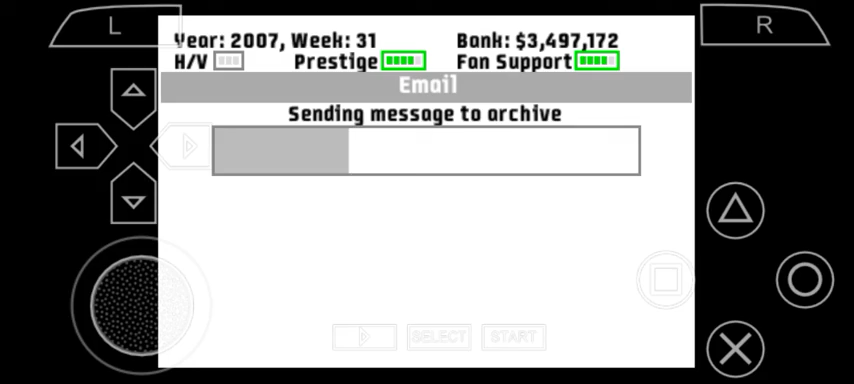 L
R
Year: 2007, Week: 31 Bank: $3,497,172
H/V Prestige Fan Support
Email
Sending message to archive
SELECT START